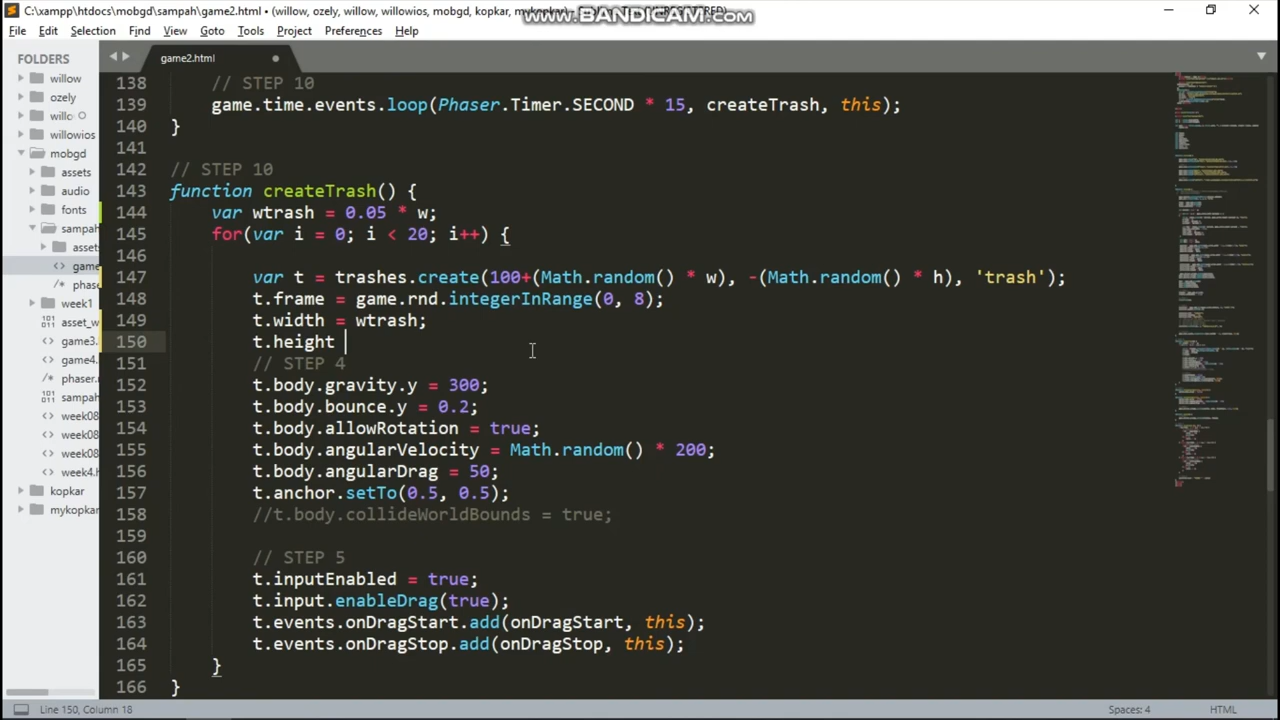 C:\xampp\htdocs\mobgd\sampah\game2.html • (willow, ozely, willow, willowios, mobgd, kopkar, mykopkar)
www.BANDICAM.com
File Edit Selection Find View Goto Tools Project Preferences Help
FOLDERS
willow
ozely
willo
willowios
mobgd
assets
audio
fonts
sampah
assets
game
phase
week1
asset_w
game3.
game4.
phaser.
sampah
week08
week08
week08
week4.h
kopkar
mykopkar
game2.html
138 // STEP 10
139 game.time.events.loop(Phaser.Timer.SECOND * 15, createTrash, this);
140 }
141
142 // STEP 10
143 function createTrash() {
144 var wtrash = 0.05 * w;
145 for(var i = 0; i < 20; i++) {
146
147 var t = trashes.create(100+(Math.random() * w), -(Math.random() * h), 'trash');
148 t.frame = game.rnd.integerInRange(0, 8);
149 t.width = wtrash;
150 t.height
151 // STEP 4
152 t.body.gravity.y = 300;
153 t.body.bounce.y = 0.2;
154 t.body.allowRotation = true;
155 t.body.angularVelocity = Math.random() * 200;
156 t.body.angularDrag = 50;
157 t.anchor.setTo(0.5, 0.5);
158 //t.body.collideWorldBounds = true;
159
160 // STEP 5
161 t.inputEnabled = true;
162 t.input.enableDrag(true);
163 t.events.onDragStart.add(onDragStart, this);
164 t.events.onDragStop.add(onDragStop, this);
165 }
166 }
Line 150, Column 18
Spaces: 4
HTML